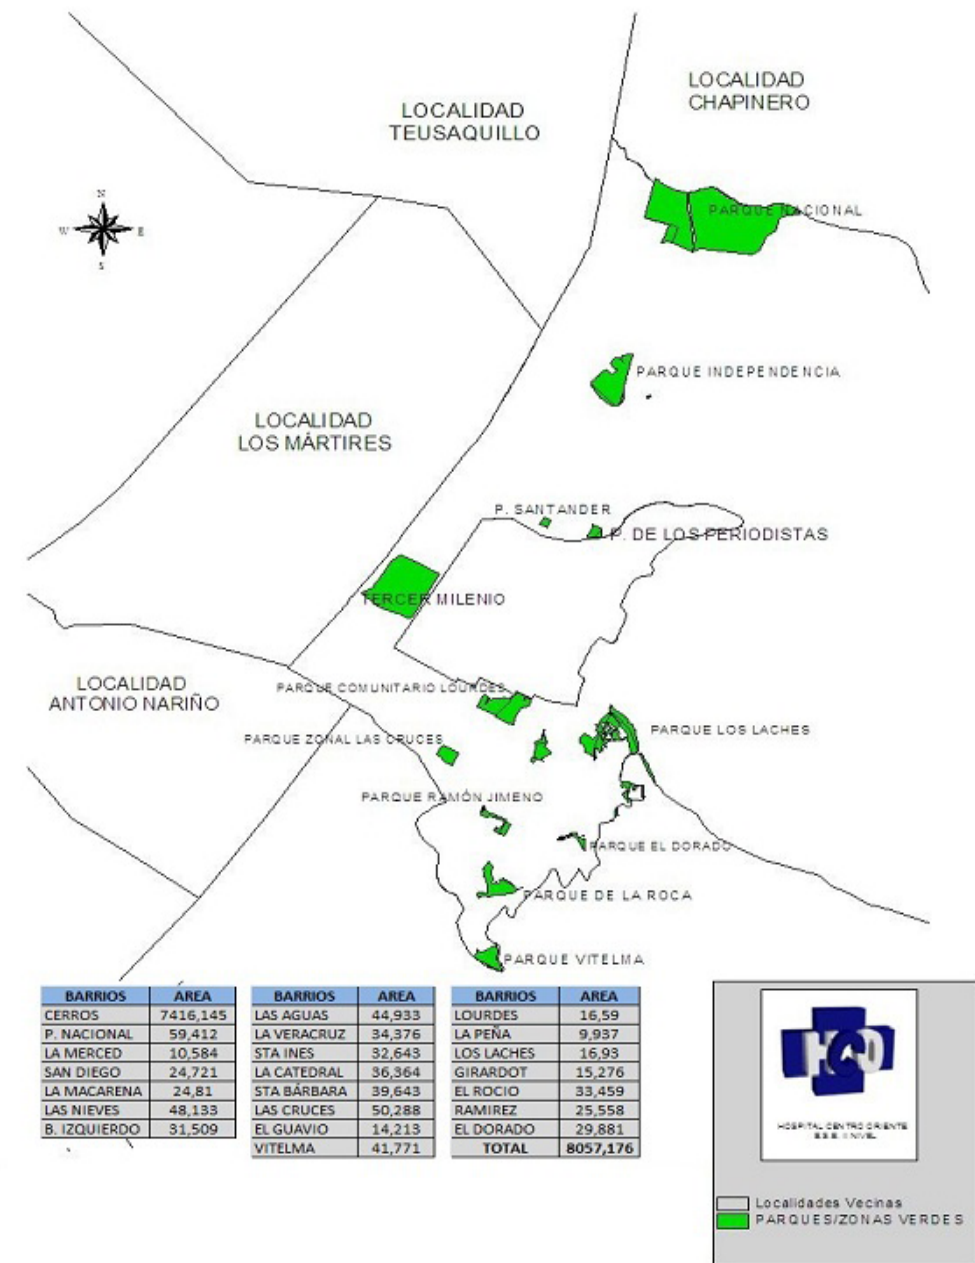 LOCALIDAD
CHAPINERO
LOCALIDAD
TEUSAQUILLO
N
W
E
S
PARQUE NACIONAL
PARQUE INDEPENDENCIA
LOCALIDAD
LOS MÁRTIRES
P. SANTANDER
P. DE LOS PERIODISTAS
TERCER MILENIO
LOCALIDAD
ANTONIO NARIÑO
PARQUE COMUNITARIO LOURDES
PARQUE LOS LACHES
PARQUE ZONAL LAS CRUCES
PARQUE RAMÓN JIMENO
PARQUE EL DORADO
PARQUE DE LA ROCA
PARQUE VITELMA
BARRIOS ÁREA
CERROS 7416,145
P. NACIONAL 59,412
LA MERCED 10,584
SAN DIEGO 24,721
LA MACARENA 24,81
LAS NIEVES 48,133
B. IZQUIERDO 31,509
BARRIOS AREA
LAS AGUAS 44,933
LA VERACRUZ 34,376
STA INES 32,643
LA CATEDRAL 36,364
STA BÁRBARA 39,643
LAS CRUCES 50,288
EL GUAVIO 14,213
VITELMA 41,771
BARRIOS AREA
LOURDES 16,59
LA PEÑA 9,937
LOS LACHES 16,93
GIRARDOT 15,276
EL ROCIO 33,459
RAMIREZ 25,558
EL DORADO 29,881
TOTAL 8057,176
HCO
HOSPITAL CENTRO ORIENTE
E.S.E. II NIVEL
Localidades Vecinas
PARQUES/ZONAS VERDES